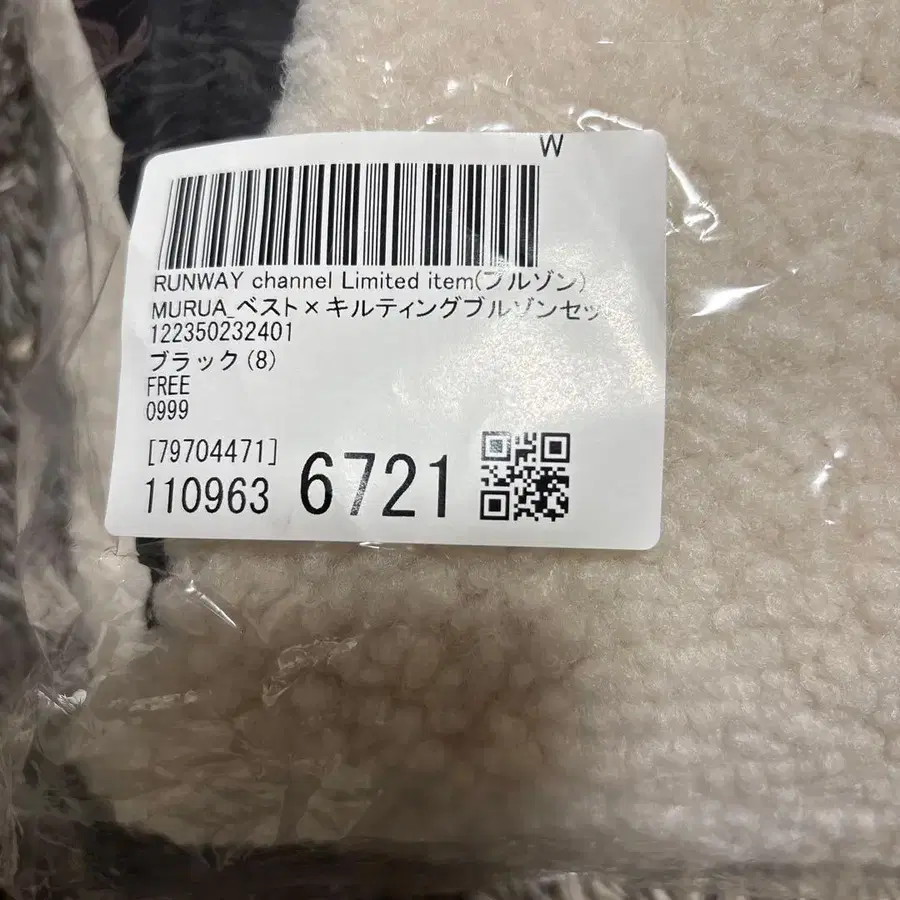 W
RUNWAY channel Limited item(ブルゾン)
MURUA_ベスト×キルティングブルゾンセッ
122350232401
ブラック(8)
FREE
0999
[79704471]
110963 6721